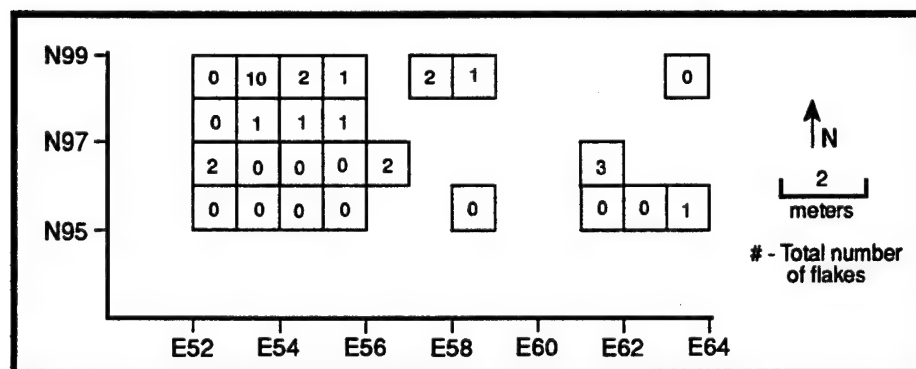 N99
0 10 2 1 2 1 0
0 1 1 1
N97
N
2 0 0 0 2 3
2
meters
0 0 0 0 0 0 0 1
N95
# - Total number
of flakes
E52 E54 E56 E58 E60 E62 E64